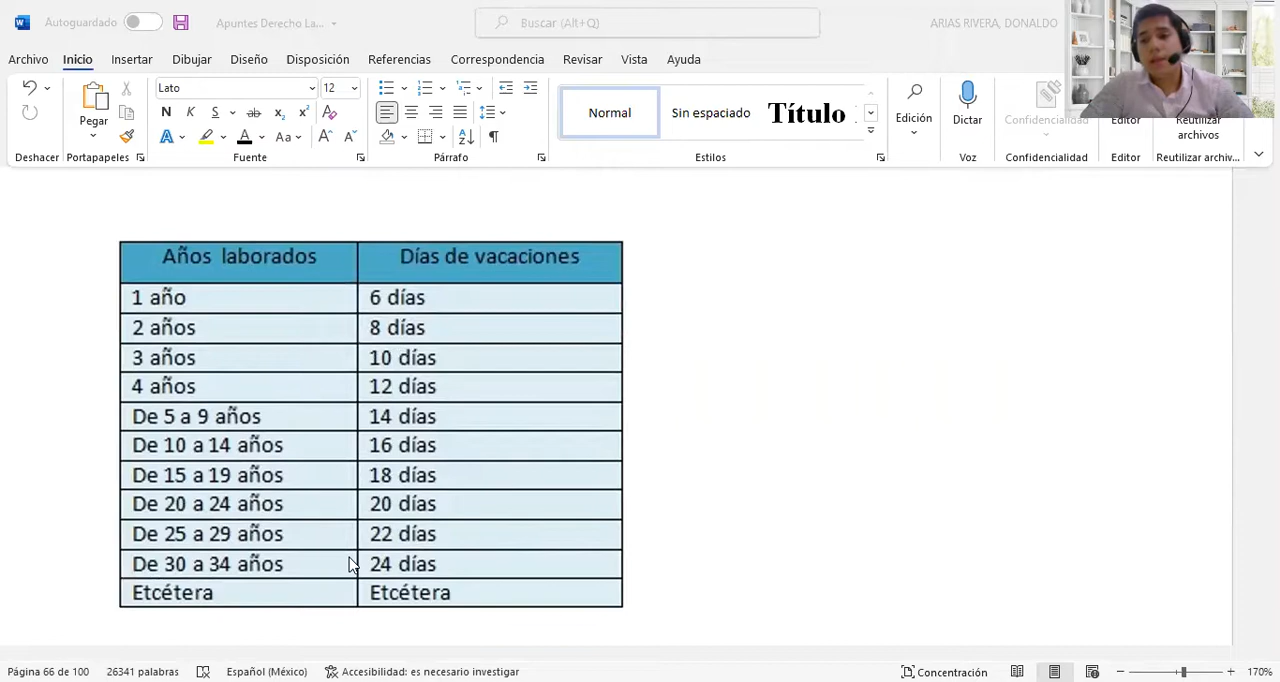 Autoguardado
Apuntes Derecho La...
Buscar (Alt+Q)
ARIAS RIVERA, DONALDO
Archivo Inicio Insertar Dibujar Diseño Disposición Referencias Correspondencia Revisar Vista Ayuda
Lato 12
Pegar
N K S ab x₂ x² A
A A Aa A A
Normal
Sin espaciado
Título
Edición
Dictar
Confidencialidad
Editor
Reutilizar
archivos
Deshacer Portapapeles Fuente Párrafo Estilos Voz Confidencialidad Editor Reutilizar archiv...
Años laborados Días de vacaciones
1 año 6 días
2 años 8 días
3 años 10 días
4 años 12 días
De 5 a 9 años 14 días
De 10 a 14 años 16 días
De 15 a 19 años 18 días
De 20 a 24 años 20 días
De 25 a 29 años 22 días
De 30 a 34 años 24 días
Etcétera Etcétera
Página 66 de 100 26341 palabras Español (México) Accesibilidad: es necesario investigar Concentración 170%